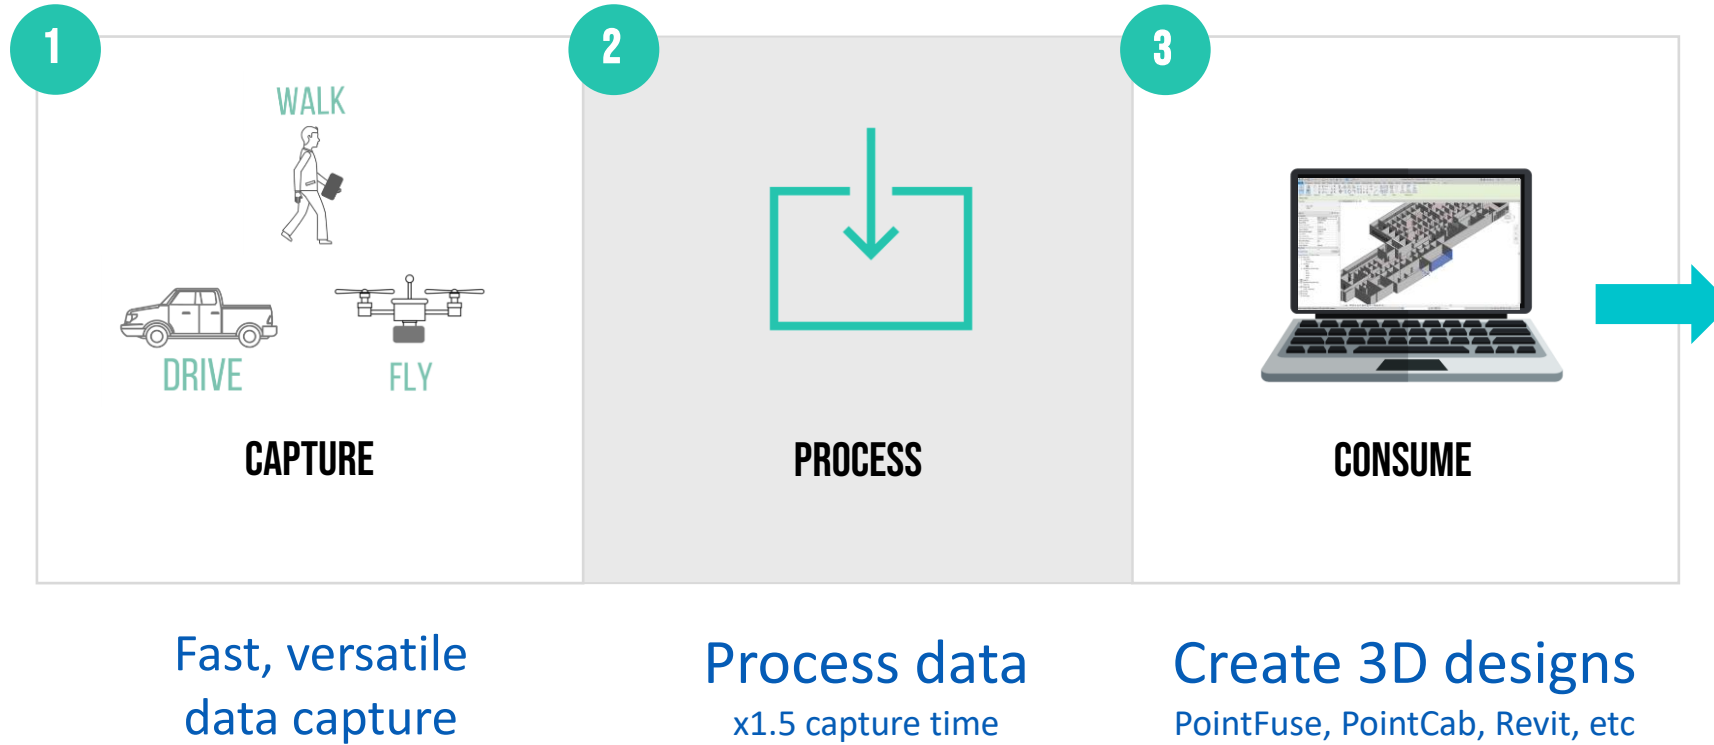 1
WALK
DRIVE
FLY
CAPTURE
Fast, versatile
data capture
2
PROCESS
Process data
x1.5 capture time
3
CONSUME
Create 3D designs
PointFuse, PointCab, Revit, etc